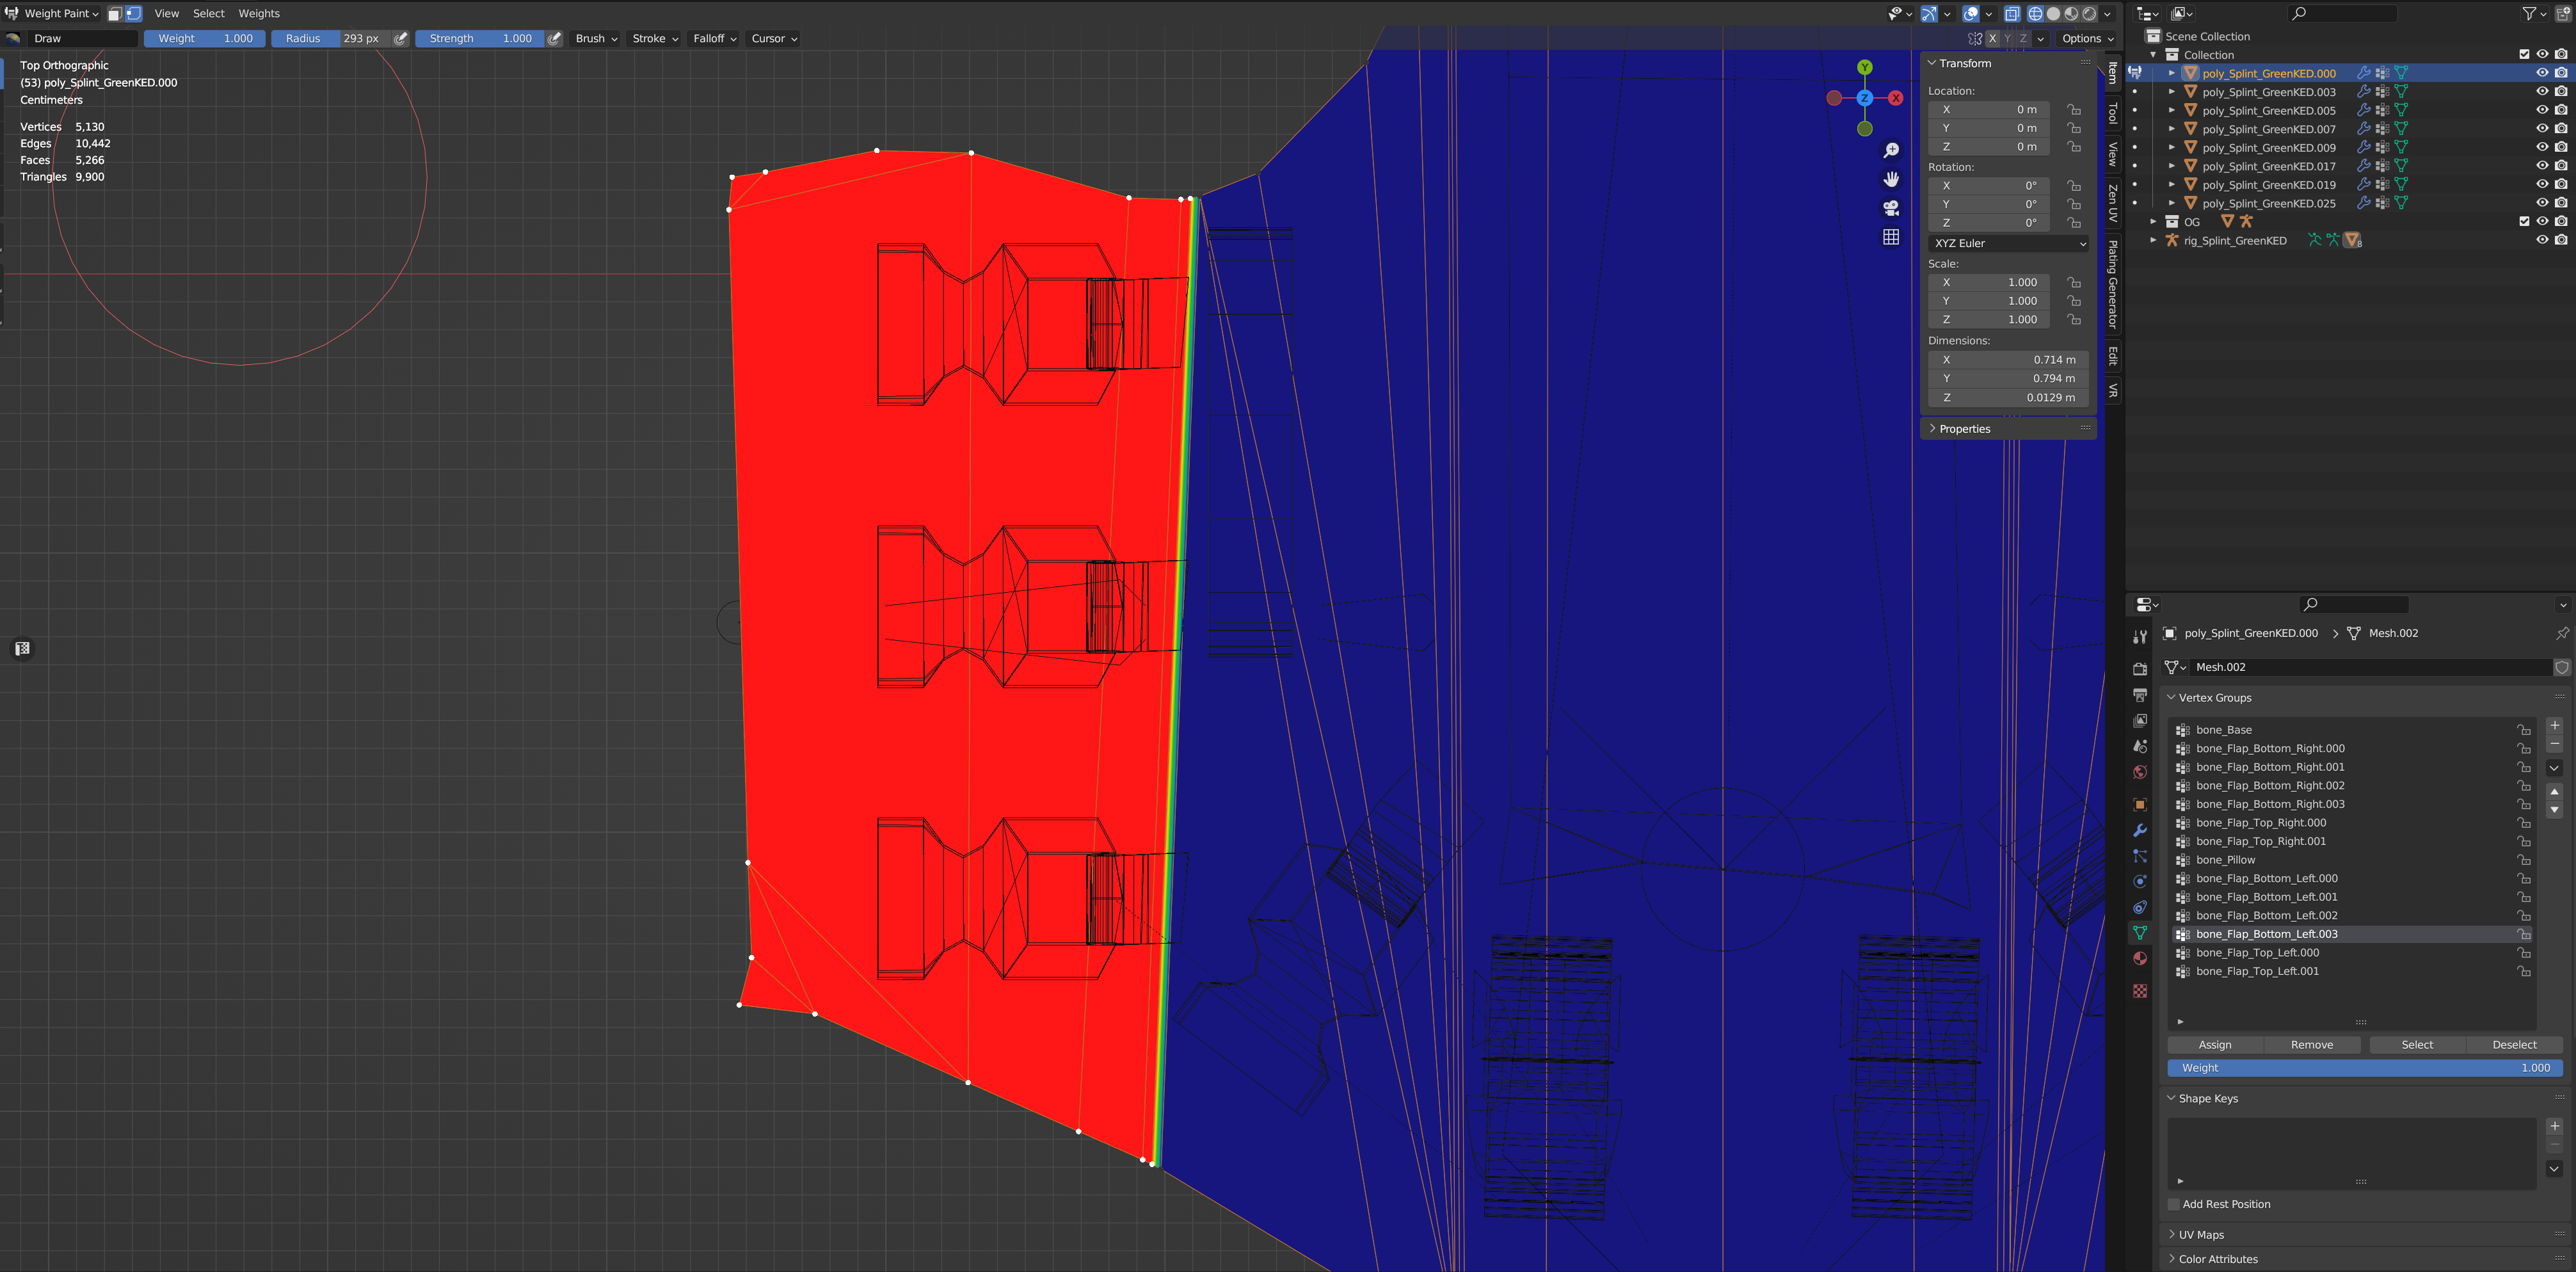 Weight Paint View Select Weights
Draw Weight 1.000 Radius 293 px Strength 1.000 Brush Stroke Falloff Cursor X Y Z Options
Top Orthographic
(53) poly_Splint_GreenKED.000
Centimeters
Vertices 5,130
Edges 10,442
Faces 5,266
Triangles 9,900
Y
Z X
Transform
Location:
X 0 m
Y 0 m
Z 0 m
Rotation:
X 0°
Y 0°
Z 0°
XYZ Euler
Scale:
X 1.000
Y 1.000
Z 1.000
Dimensions:
X 0.714 m
Y 0.794 m
Z 0.0129 m
Properties
Item
Tool
View
Zen UV
Plating Generator
Edit
VR
Scene Collection
Collection
poly_Splint_GreenKED.000
poly_Splint_GreenKED.003
poly_Splint_GreenKED.005
poly_Splint_GreenKED.007
poly_Splint_GreenKED.009
poly_Splint_GreenKED.017
poly_Splint_GreenKED.019
poly_Splint_GreenKED.025
OG
rig_Splint_GreenKED 8
poly_Splint_GreenKED.000 Mesh.002
Mesh.002
Vertex Groups
bone_Base
bone_Flap_Bottom_Right.000
bone_Flap_Bottom_Right.001
bone_Flap_Bottom_Right.002
bone_Flap_Bottom_Right.003
bone_Flap_Top_Right.000
bone_Flap_Top_Right.001
bone_Pillow
bone_Flap_Bottom_Left.000
bone_Flap_Bottom_Left.001
bone_Flap_Bottom_Left.002
bone_Flap_Bottom_Left.003
bone_Flap_Top_Left.000
bone_Flap_Top_Left.001
Assign Remove Select Deselect
Weight 1.000
Shape Keys
Add Rest Position
UV Maps
Color Attributes